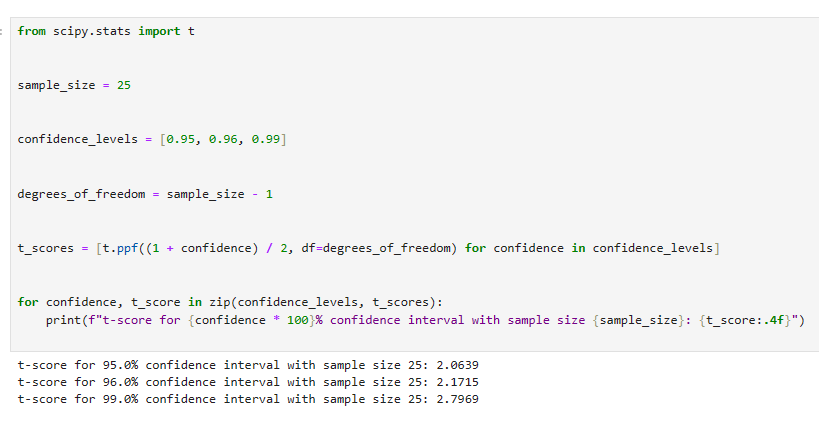 from scipy.stats import t
sample_size = 25
confidence_levels = [0.95, 0.96, 0.99]
degrees_of_freedom = sample_size - 1
t_scores = [t.ppf((1 + confidence) / 2, df=degrees_of_freedom) for confidence in confidence_levels]
for confidence, t_score in zip(confidence_levels, t_scores):
    print(f"t-score for {confidence * 100}% confidence interval with sample size {sample_size}: {t_score:.4f}")
t-score for 95.0% confidence interval with sample size 25: 2.0639
t-score for 96.0% confidence interval with sample size 25: 2.1715
t-score for 99.0% confidence interval with sample size 25: 2.7969